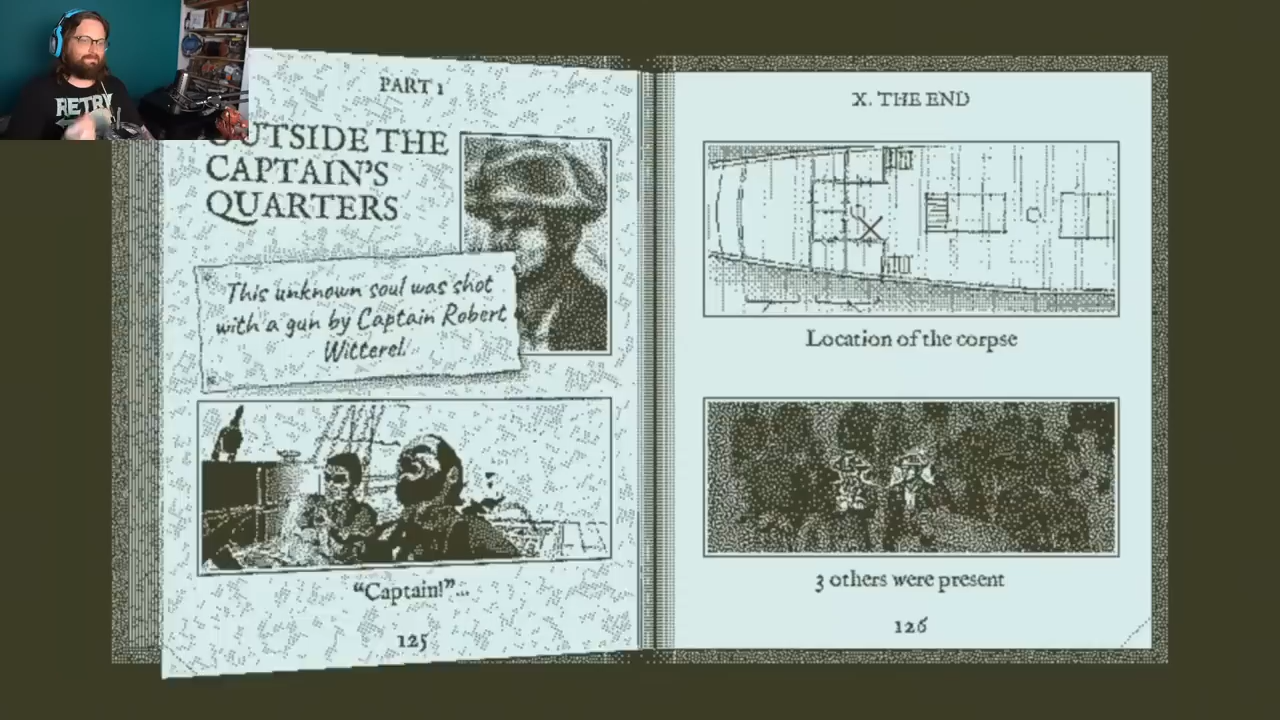 RETRY
PART 1
OUTSIDE THE
CAPTAIN'S
QUARTERS
This unknown soul was shot
with a gun by Captain Robert
Witterel.
"Captain!"...
125
X. THE END
Location of the corpse
3 others were present
126